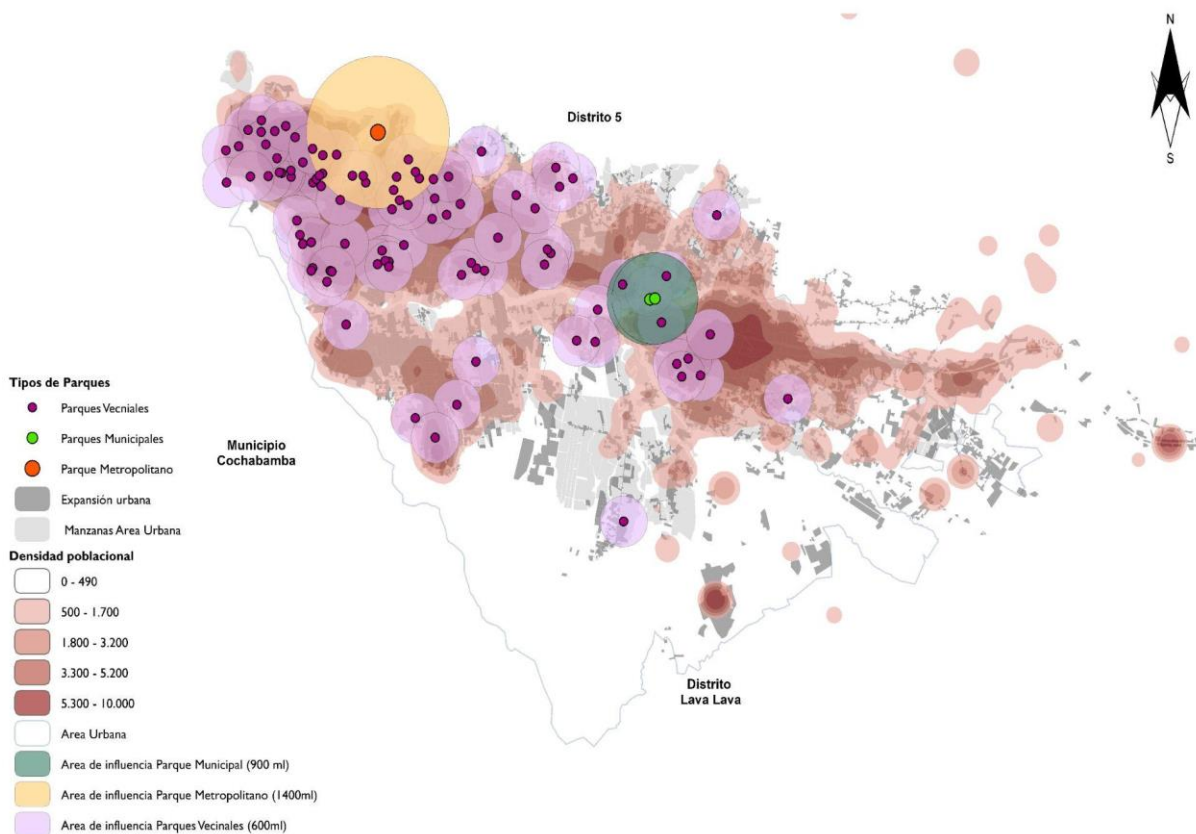 N
S
Distrito 5
Tipos de Parques
Parques Vecniales
Parques Municipales
Parque Metropolitano
Expansión urbana
Manzanas Area Urbana
Densidad poblacional
0 - 490
500 - 1.700
1.800 - 3.200
3.300 - 5.200
5.300 - 10.000
Area Urbana
Area de influencia Parque Municipal (900 ml)
Area de influencia Parque Metropolitano (1400ml)
Area de influencia Parques Vecinales (600ml)
Municipio
Cochabamba
Distrito
Lava Lava